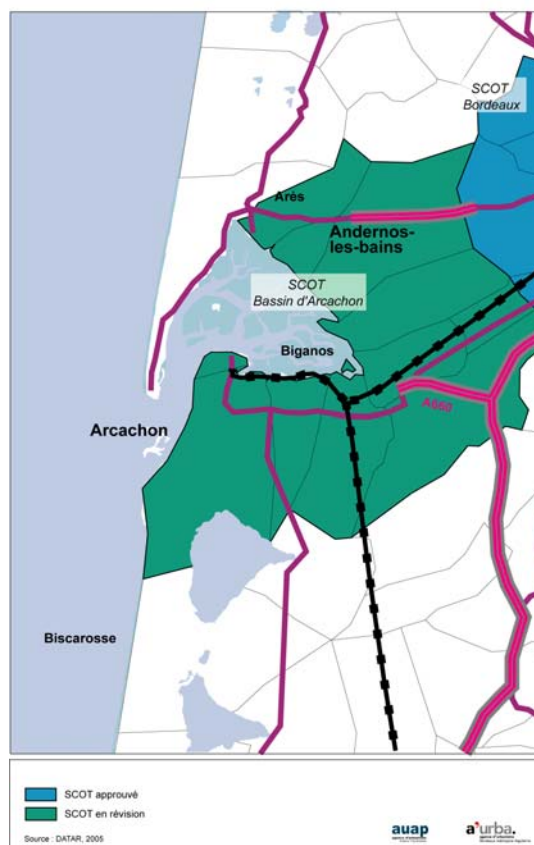 SCOT
Bordeaux
Arès
Andernos-
les-bains
SCOT
Bassin d'Arcachon
Biganos
A660
Arcachon
Biscarosse
SCOT approuvé
SCOT en révision
Source : DATAR, 2005
auap
a'urba.